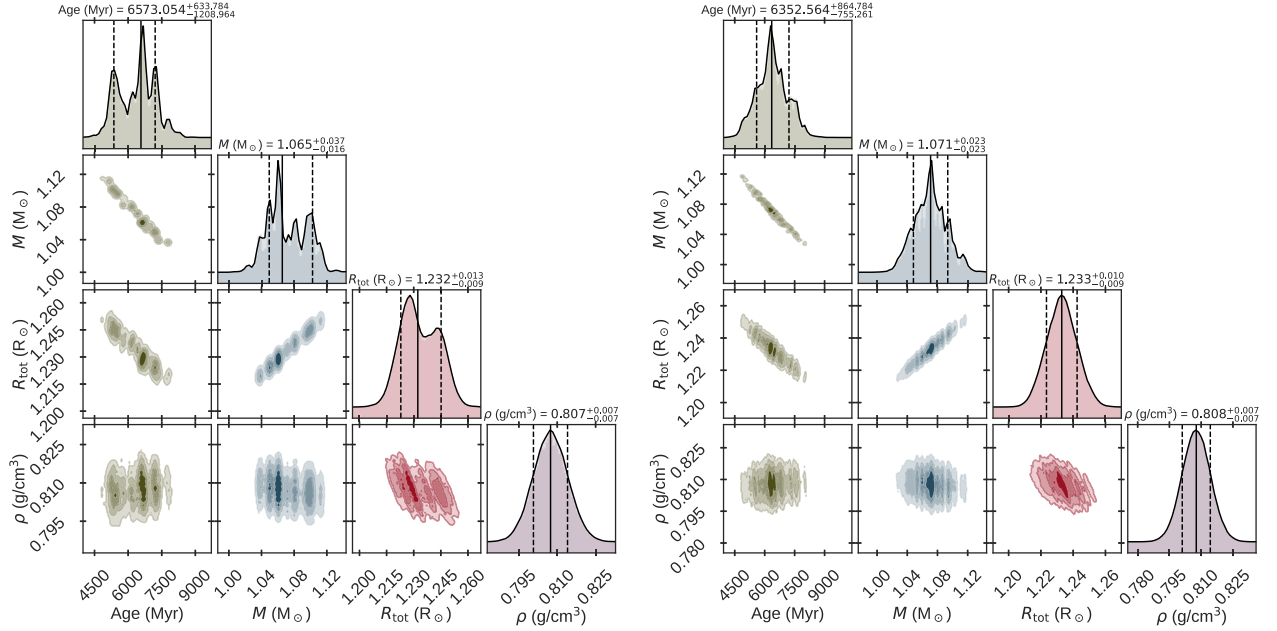 Age (Myr) = 6573.054 +633.784 −1208.964
M (M⊙) = 1.065 +0.037 −0.016
1.12
1.08
1.04
1.00
M (M⊙)
Rtot (R⊙) = 1.232 +0.013 −0.009
1.260
1.245
1.230
1.215
1.200
Rtot (R⊙)
ρ (g/cm³) = 0.807 +0.007 −0.007
0.825
0.810
0.795
ρ (g/cm³)
4500 6000 7500 9000
1.00 1.04 1.08 1.12
1.200 1.215 1.230 1.245 1.260
0.795 0.810 0.825
Age (Myr) M (M⊙) Rtot (R⊙) ρ (g/cm³)
Age (Myr) = 6352.564 +864.784 −755.261
M (M⊙) = 1.071 +0.023 −0.023
1.12
1.08
1.04
1.00
M (M⊙)
Rtot (R⊙) = 1.233 +0.010 −0.009
1.26
1.24
1.22
1.20
Rtot (R⊙)
ρ (g/cm³) = 0.808 +0.007 −0.007
0.825
0.810
0.795
0.780
ρ (g/cm³)
4500 6000 7500 9000
1.00 1.04 1.08 1.12
1.20 1.22 1.24 1.26
0.780 0.795 0.810 0.825
Age (Myr) M (M⊙) Rtot (R⊙) ρ (g/cm³)